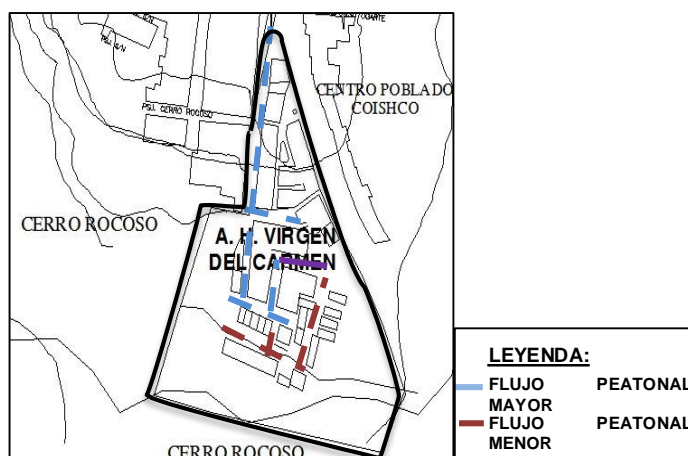 CENTRO POBLADO
COISHCO
PSJ. CERRO ROCOSO
CERRO ROCOSO
A. H. VIRGEN
DEL CARMEN
CERRO ROCOSO
LEYENDA:
FLUJO PEATONAL
MAYOR
FLUJO PEATONAL
MENOR